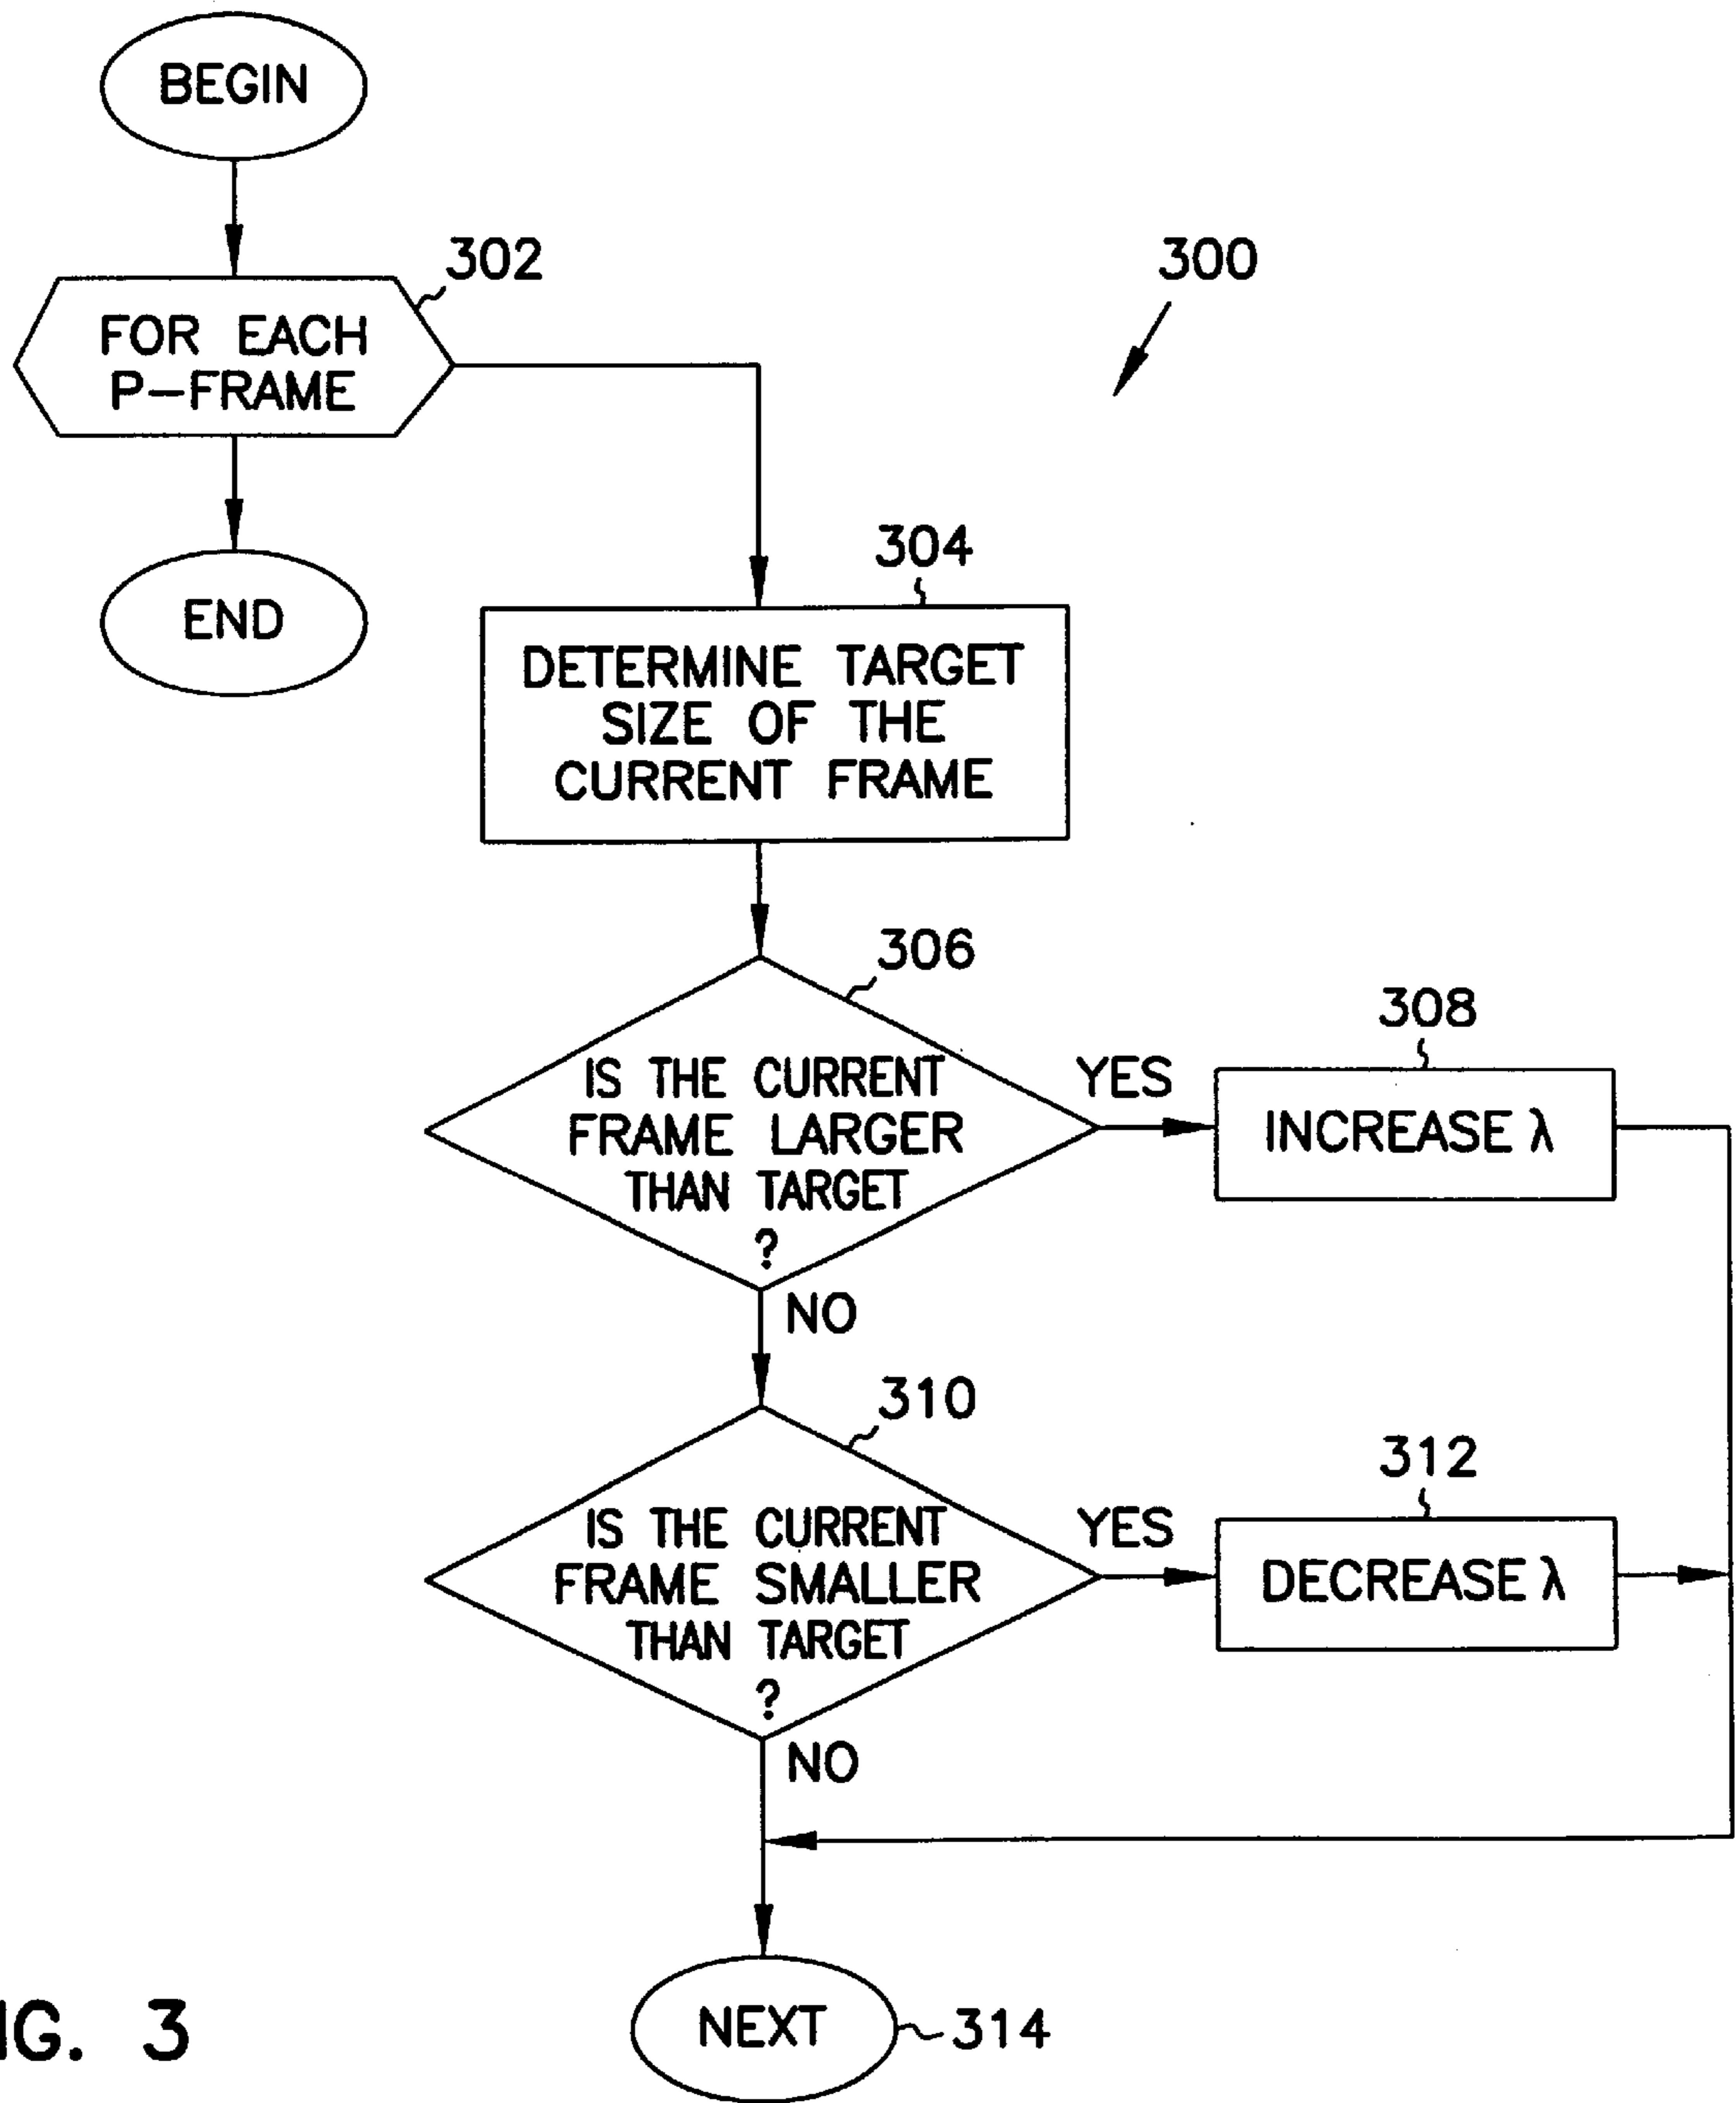 BEGIN
302
FOR EACH
P-FRAME
300
END
304
DETERMINE TARGET
SIZE OF THE
CURRENT FRAME
306
IS THE CURRENT
FRAME LARGER
THAN TARGET
?
YES
308
INCREASE λ
NO
310
IS THE CURRENT
FRAME SMALLER
THAN TARGET
?
YES
312
DECREASE λ
NO
NEXT
314
IG. 3